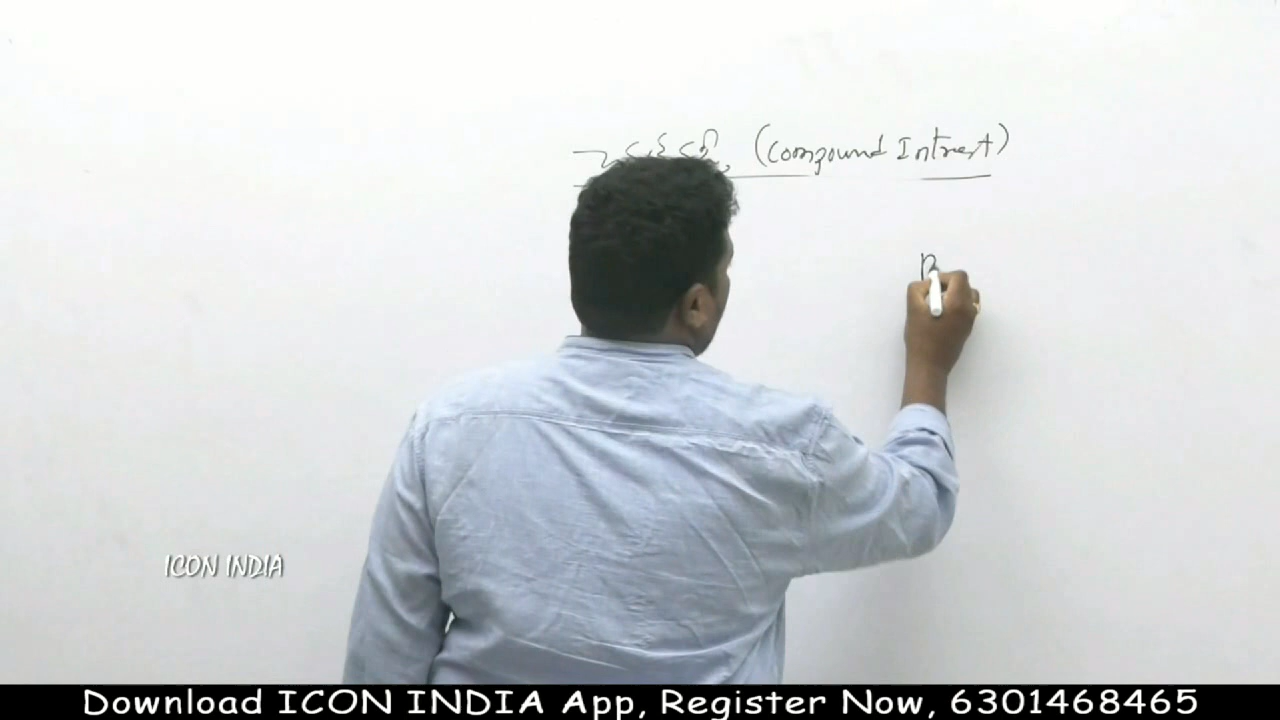 (Compound Intrest)
P
ICON INDIA
Download ICON INDIA App, Register Now, 6301468465